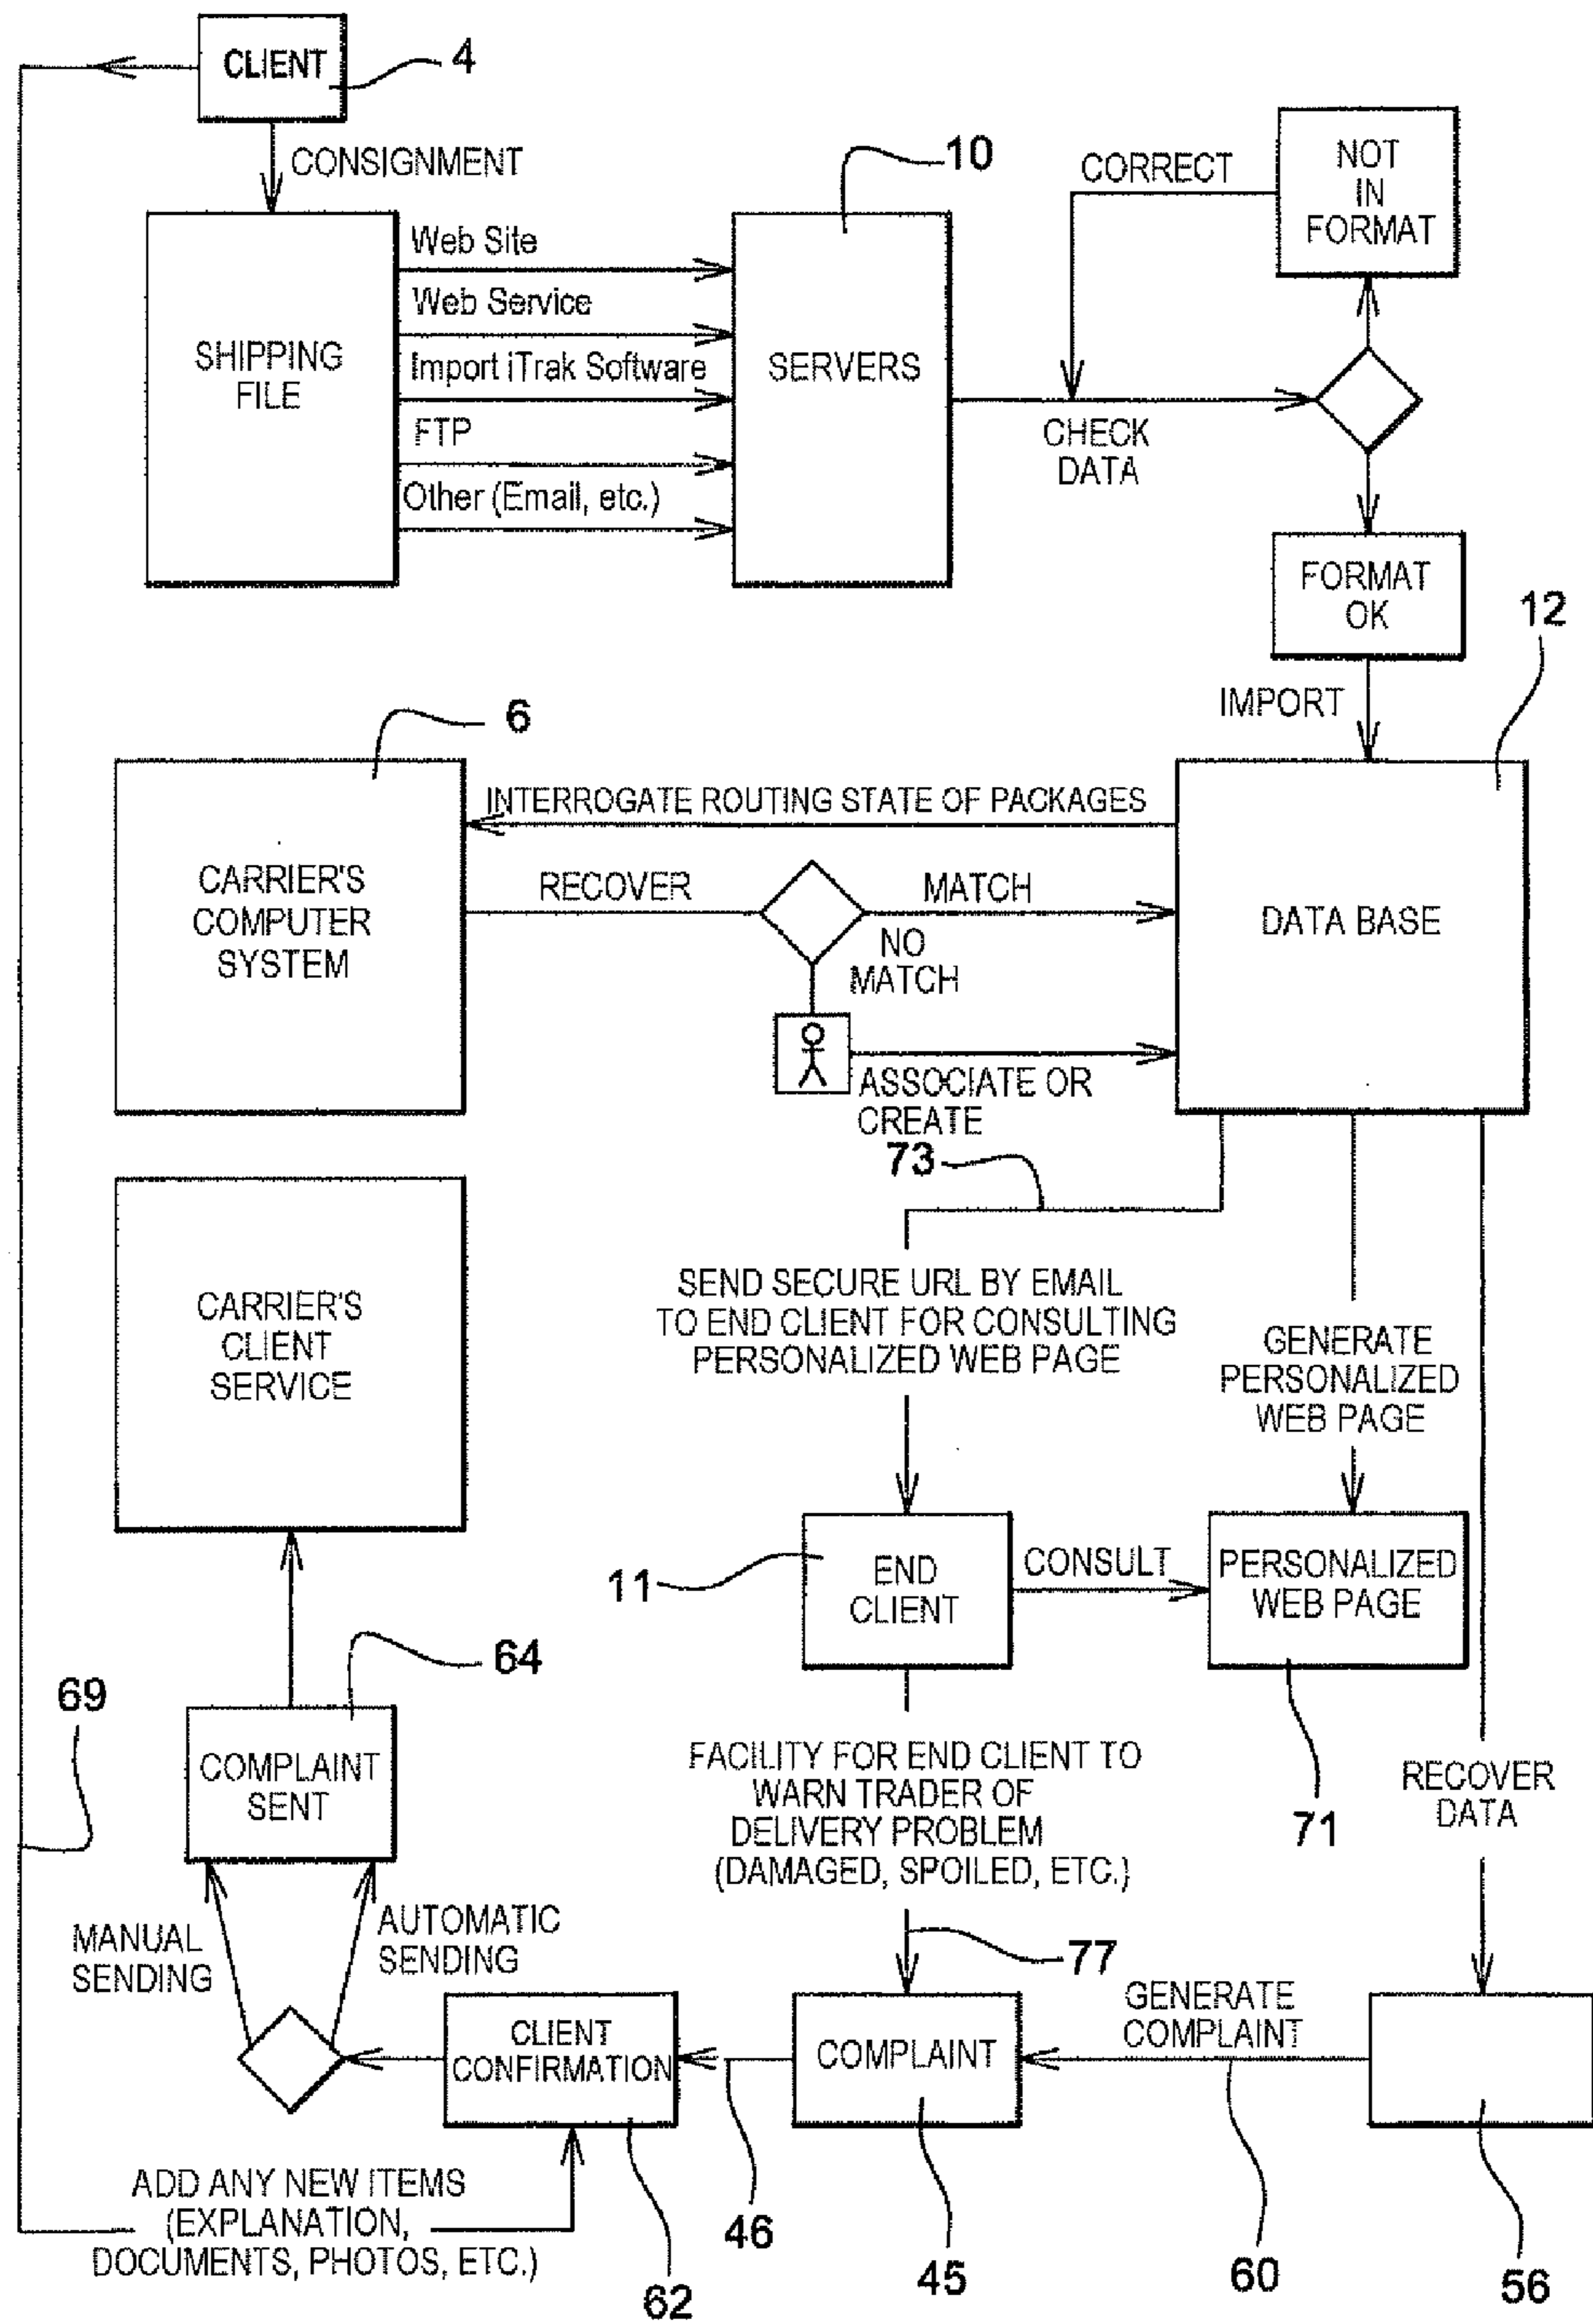 CLIENT
4
CONSIGNMENT
10
CORRECT
NOT
IN
FORMAT
SHIPPING
FILE
Web Site
Web Service
Import iTrak Software
FTP
Other (Email, etc.)
SERVERS
CHECK
DATA
FORMAT
OK
12
IMPORT
6
CARRIER'S
COMPUTER
SYSTEM
INTERROGATE ROUTING STATE OF PACKAGES
RECOVER
MATCH
NO
MATCH
DATA BASE
ASSOCIATE OR
CREATE
73
CARRIER'S
CLIENT
SERVICE
SEND SECURE URL BY EMAIL
TO END CLIENT FOR CONSULTING
PERSONALIZED WEB PAGE
GENERATE
PERSONALIZED
WEB PAGE
11
END
CLIENT
CONSULT
PERSONALIZED
WEB PAGE
64
69
COMPLAINT
SENT
FACILITY FOR END CLIENT TO
WARN TRADER OF
DELIVERY PROBLEM
(DAMAGED, SPOILED, ETC.)
71
RECOVER
DATA
MANUAL
SENDING
AUTOMATIC
SENDING
77
CLIENT
CONFIRMATION
COMPLAINT
GENERATE
COMPLAINT
ADD ANY NEW ITEMS
(EXPLANATION,
DOCUMENTS, PHOTOS, ETC.)
62
46
45
60
56